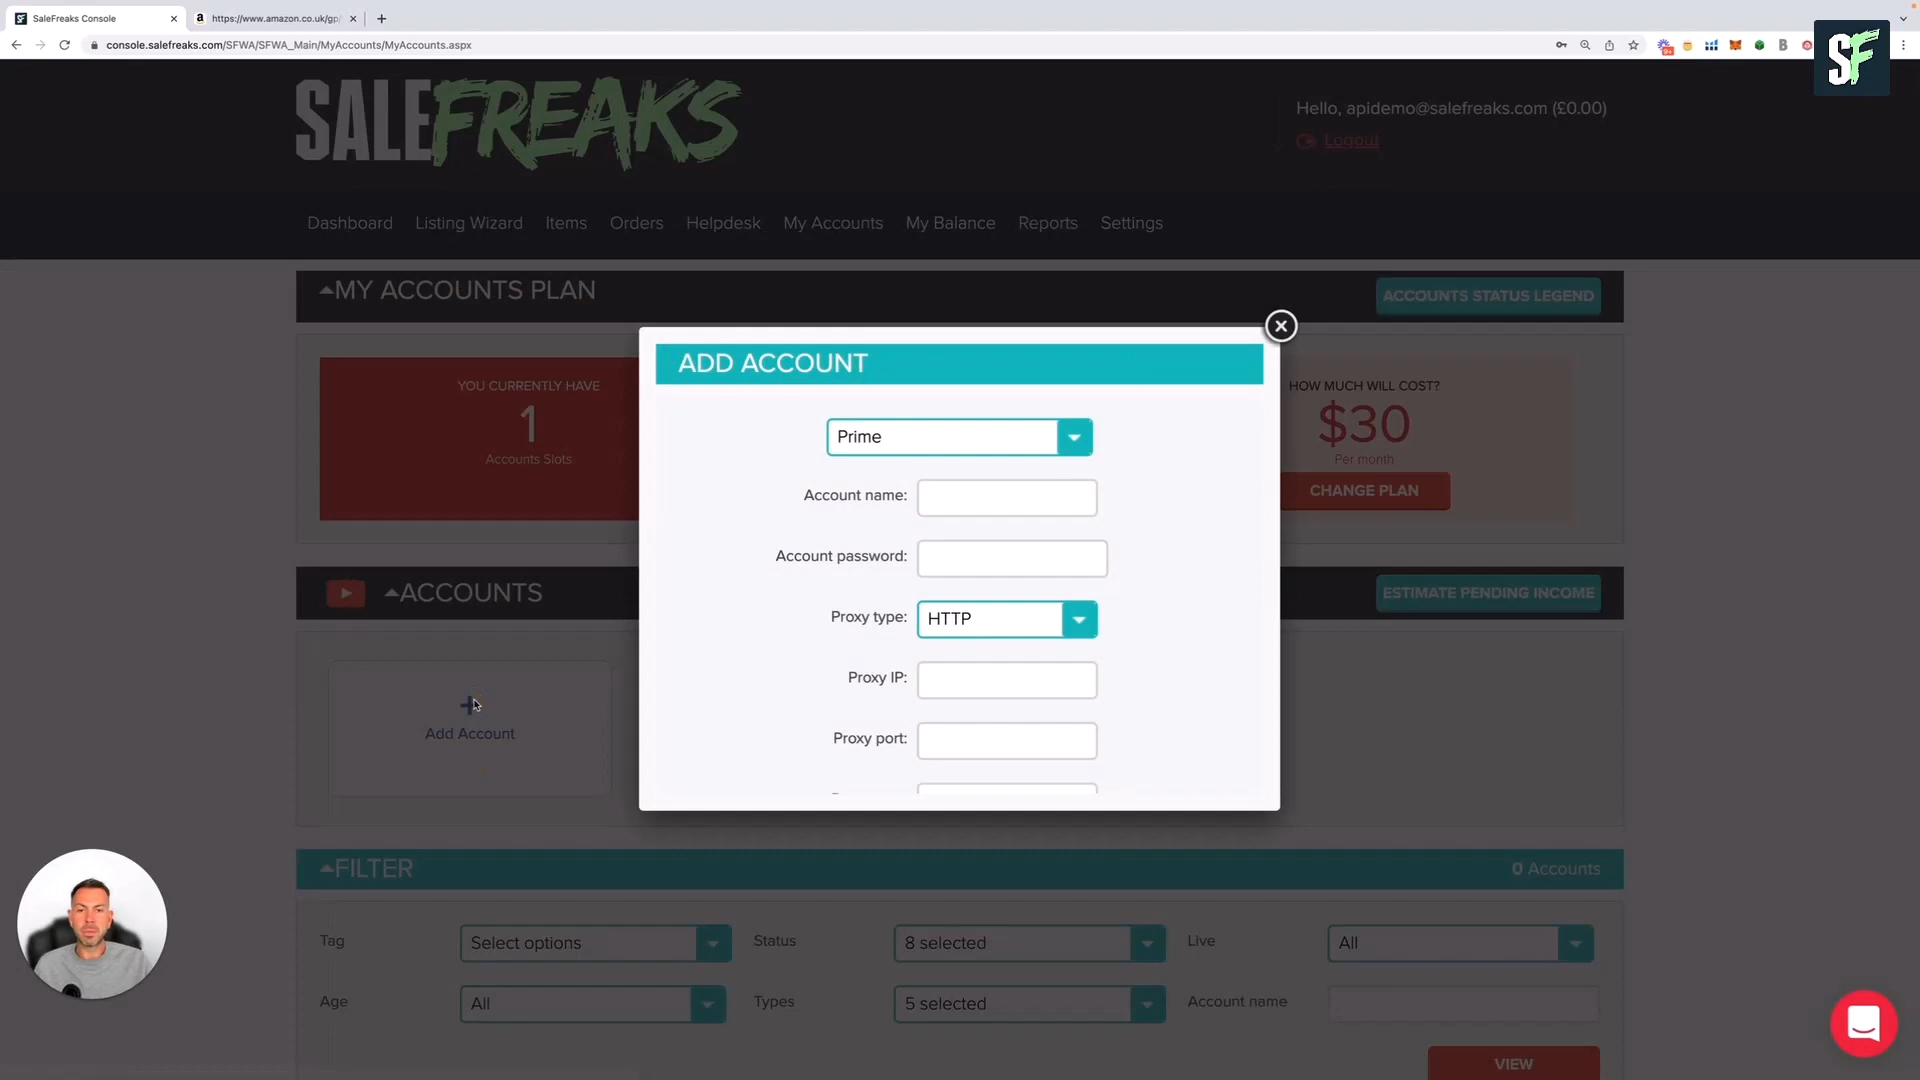 SaleFreaks Console
https://www.amazon.co.uk/gp/
console.salefreaks.com/SFWA/SFWA_Main/MyAccounts/MyAccounts.aspx
9+
SF
SALEFREAKS
Hello, apidemo@salefreaks.com (£0.00)
Logout
Dashboard Listing Wizard Items Orders Helpdesk My Accounts My Balance Reports Settings
MY ACCOUNTS PLAN
ACCOUNTS STATUS LEGEND
YOU CURRENTLY HAVE
1
Accounts Slots
HOW MUCH WILL COST?
$30
Per month
CHANGE PLAN
ADD ACCOUNT
Prime
Account name:
Account password:
Proxy type: HTTP
Proxy IP:
Proxy port:
ACCOUNTS
ESTIMATE PENDING INCOME
Add Account
FILTER
0 Accounts
Tag Select options Status 8 selected Live All
Age All Types 5 selected Account name
VIEW